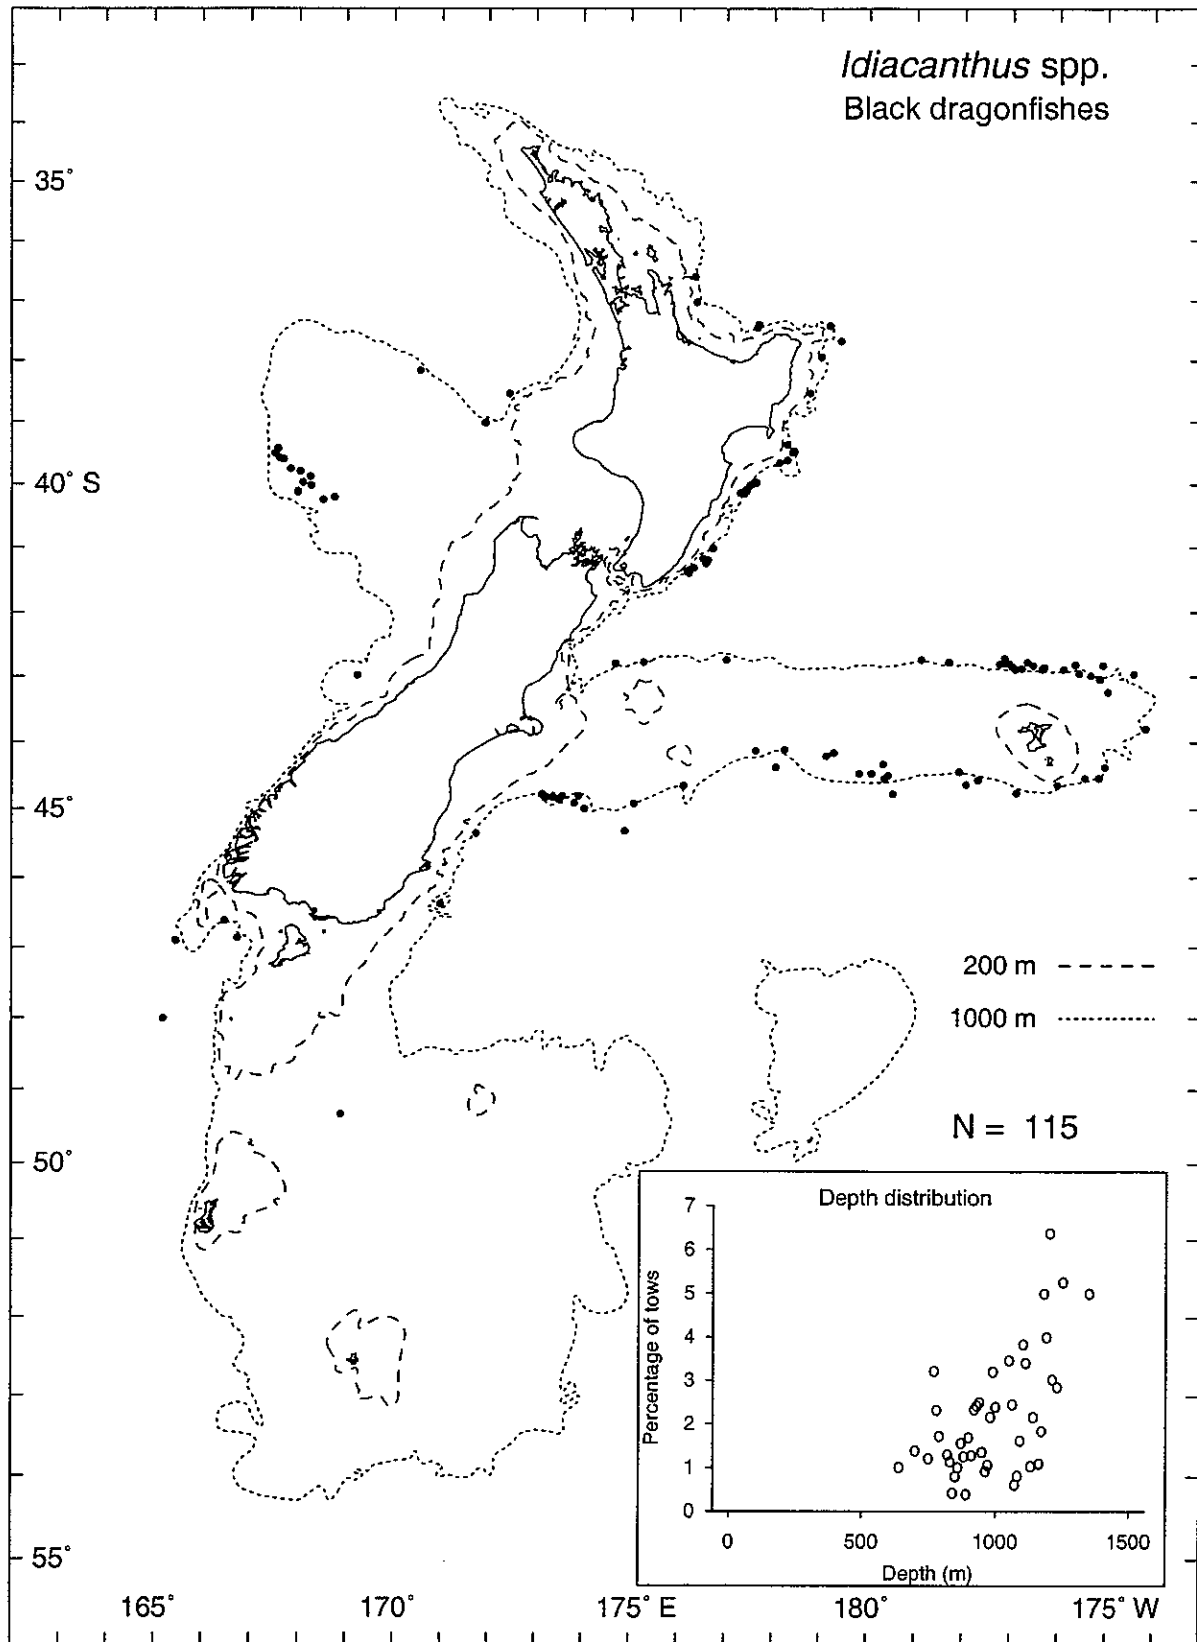 Idiacanthus spp.
Black dragonfishes
35°
40° S
45°
200 m
1000 m
N = 115
50°
Depth distribution
7
6
5
4
3
2
1
0
Percentage of tows
0 500 1000 1500
Depth (m)
55°
165° 170° 175° E 180° 175° W